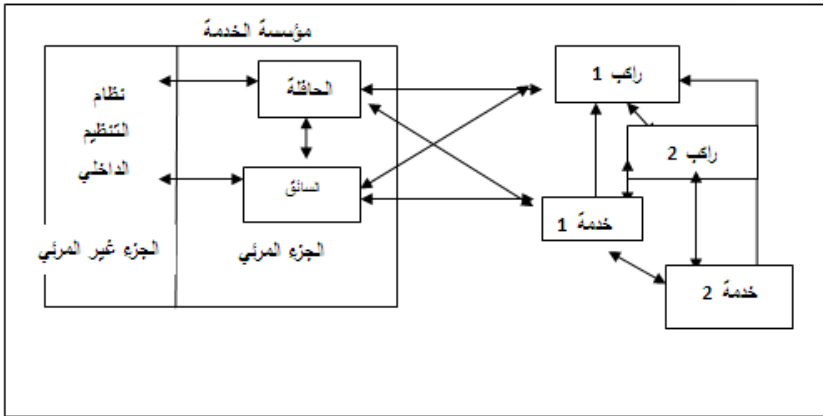 مؤسسة الخدمة
راكب 1
الحافلة
نظام
التنظيم
الداخلي
راكب 2
السائق
خدمة 1
الجزء المرئي
الجزء غير المرئي
خدمة 2